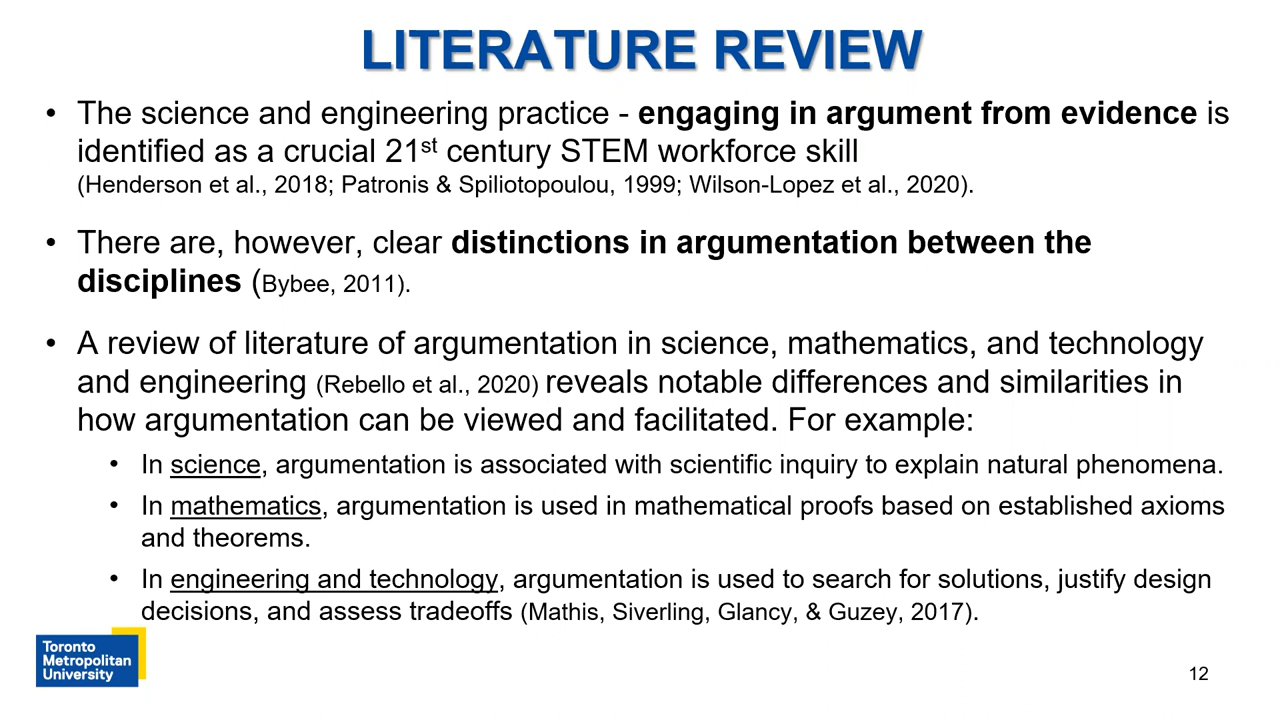 LITERATURE REVIEW
• The science and engineering practice - engaging in argument from evidence is
identified as a crucial 21st century STEM workforce skill
(Henderson et al., 2018; Patronis & Spiliotopoulou, 1999; Wilson-Lopez et al., 2020).
• There are, however, clear distinctions in argumentation between the
disciplines (Bybee, 2011).
• A review of literature of argumentation in science, mathematics, and technology
and engineering (Rebello et al., 2020) reveals notable differences and similarities in
how argumentation can be viewed and facilitated. For example:
• In science, argumentation is associated with scientific inquiry to explain natural phenomena.
• In mathematics, argumentation is used in mathematical proofs based on established axioms
and theorems.
• In engineering and technology, argumentation is used to search for solutions, justify design
decisions, and assess tradeoffs (Mathis, Siverling, Glancy, & Guzey, 2017).
Toronto
Metropolitan
University
12